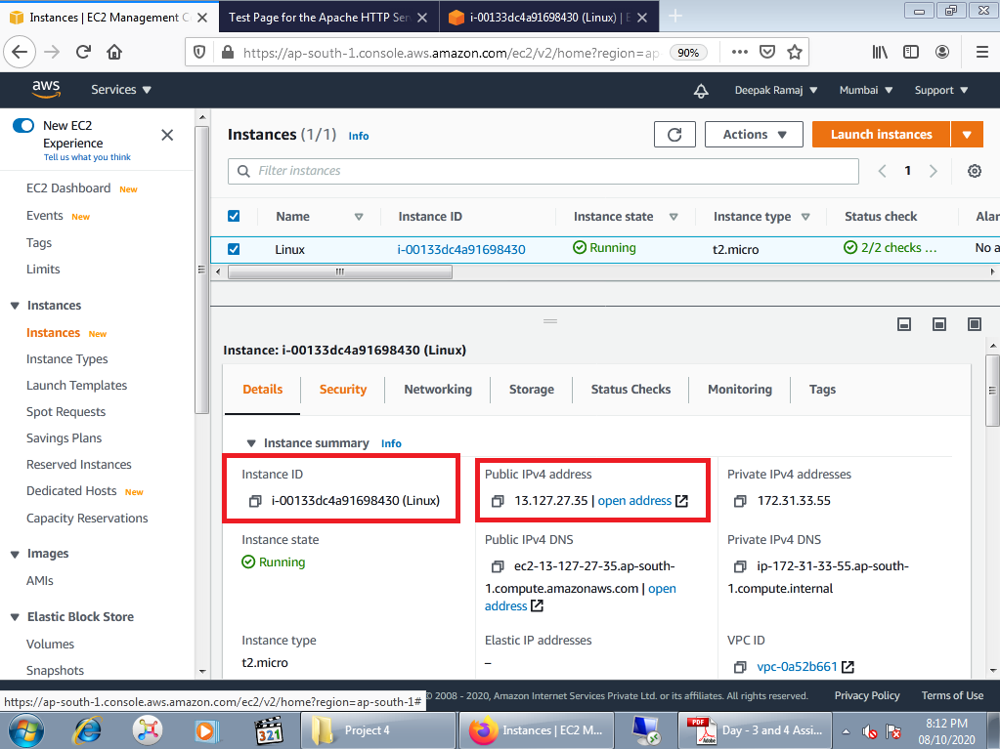 Instances | EC2 Management C
Test Page for the Apache HTTP Ser
i-00133dc4a91698430 (Linux) | E
https://ap-south-1.console.aws.amazon.com/ec2/v2/home?region=ap
90%
aws
Services
Deepak Ramaj
Mumbai
Support
New EC2
Experience
Tell us what you think
EC2 Dashboard New
Events New
Tags
Limits
Instances
Instances New
Instance Types
Launch Templates
Spot Requests
Savings Plans
Reserved Instances
Dedicated Hosts New
Capacity Reservations
Images
AMIs
Elastic Block Store
Volumes
Snapshots
Instances (1/1) Info
Actions
Launch instances
Filter instances
1
Name Instance ID Instance state Instance type Status check Alar
Linux i-00133dc4a91698430 Running t2.micro 2/2 checks ... No a
Instance: i-00133dc4a91698430 (Linux)
Details Security Networking Storage Status Checks Monitoring Tags
Instance summary Info
Instance ID
i-00133dc4a91698430 (Linux)
Public IPv4 address
13.127.27.35 | open address
Private IPv4 addresses
172.31.33.55
Instance state
Running
Public IPv4 DNS
ec2-13-127-27-35.ap-south-
1.compute.amazonaws.com | open
address
Private IPv4 DNS
ip-172-31-33-55.ap-south-
1.compute.internal
Instance type
t2.micro
Elastic IP addresses
–
VPC ID
vpc-0a52b661
https://ap-south-1.console.aws.amazon.com/ec2/v2/home?region=ap-south-1#
© 2008 - 2020, Amazon Internet Services Private Ltd. or its affiliates. All rights reserved.
Privacy Policy
Terms of Use
321
Project 4
Instances | EC2 M...
PDF
Adobe
Day - 3 and 4 Assi...
8:12 PM
08/10/2020